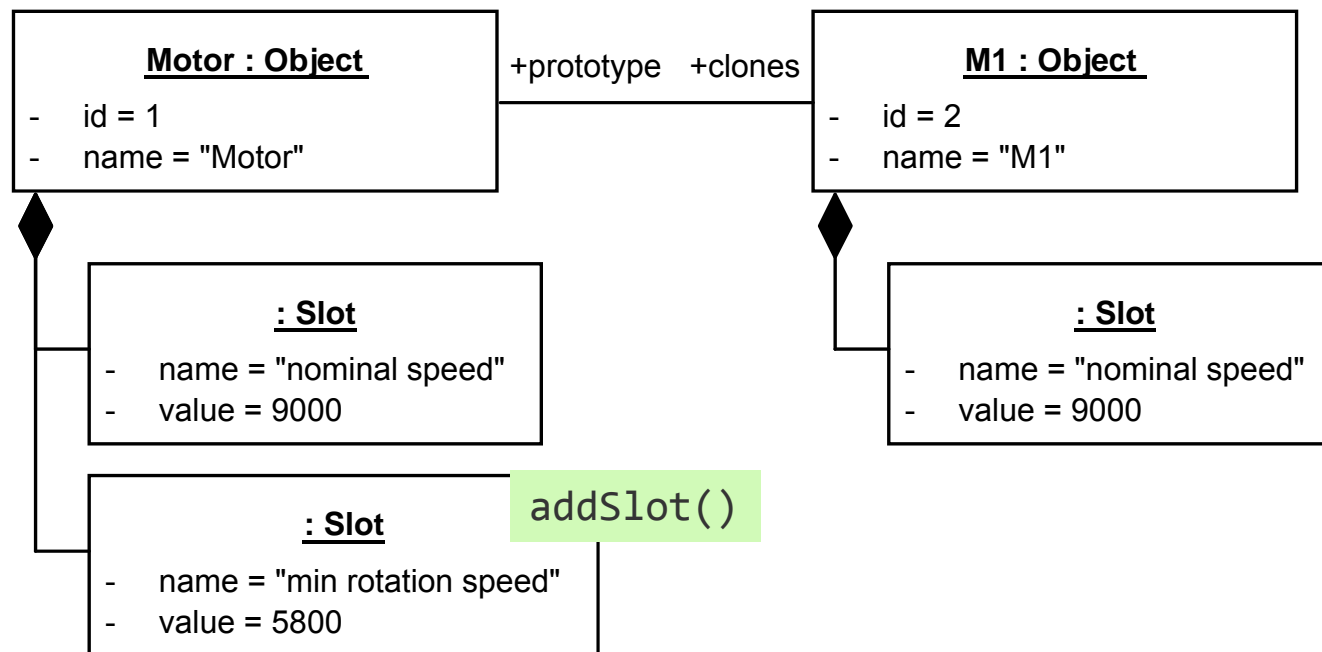 Motor : Object
- id = 1
- name = "Motor"
+prototype +clones
M1 : Object
- id = 2
- name = "M1"
: Slot
- name = "nominal speed"
- value = 9000
: Slot
- name = "nominal speed"
- value = 9000
: Slot
- name = "min rotation speed"
- value = 5800
addSlot()